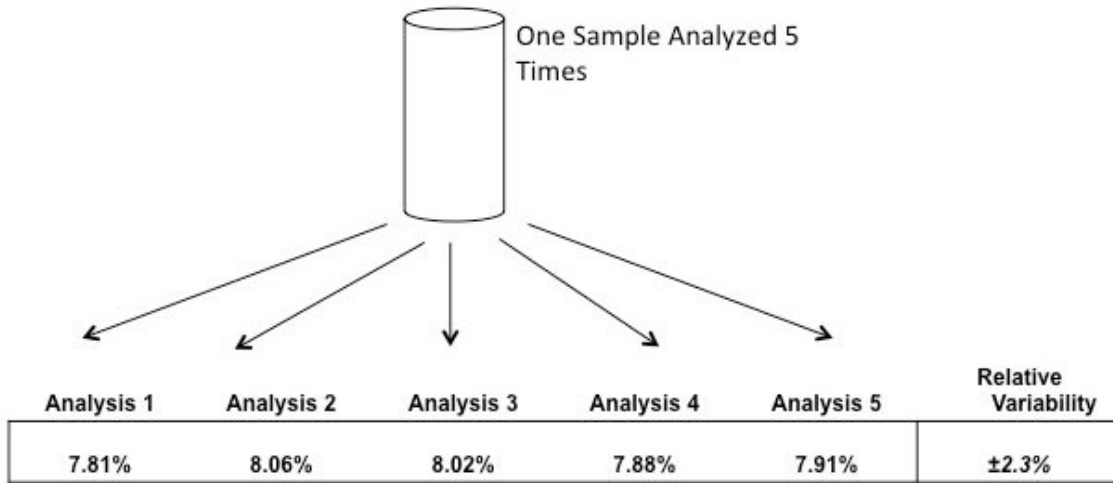 One Sample Analyzed 5
Times
Relative
Analysis 1 Analysis 2 Analysis 3 Analysis 4 Analysis 5 Variability
7.81% 8.06% 8.02% 7.88% 7.91% ±2.3%